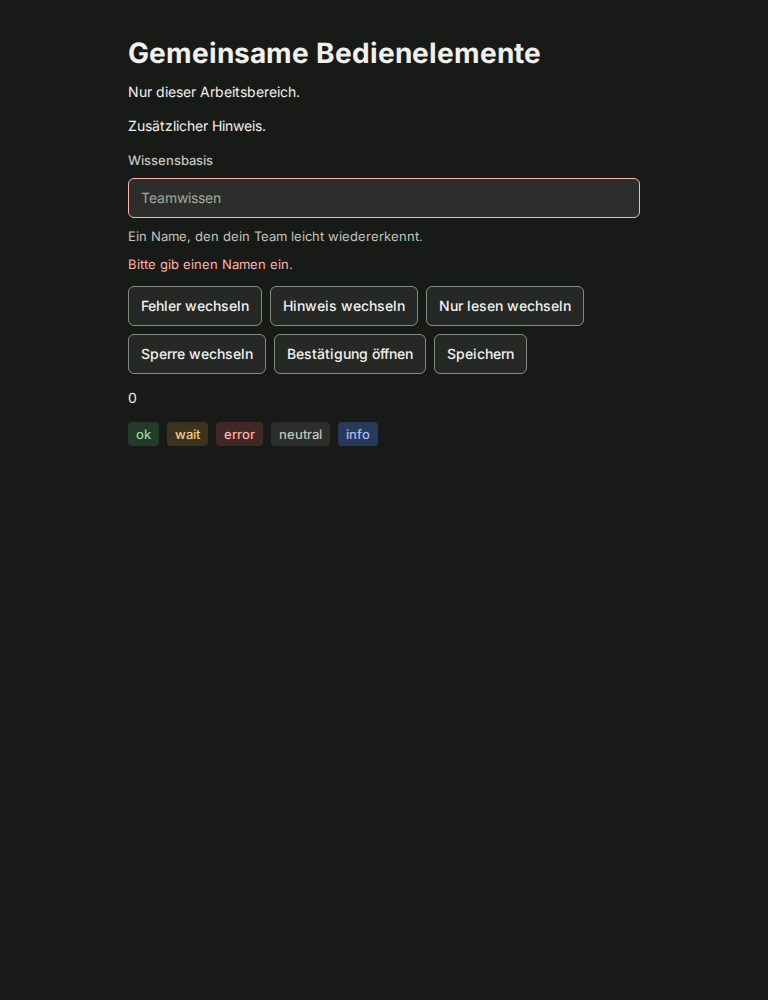 Gemeinsame Bedienelemente
Nur dieser Arbeitsbereich.
Zusätzlicher Hinweis.
Wissensbasis
Teamwissen
Ein Name, den dein Team leicht wiedererkennt.
Bitte gib einen Namen ein.
Fehler wechseln Hinweis wechseln Nur lesen wechseln
Sperre wechseln Bestätigung öffnen Speichern
0
ok wait error neutral info